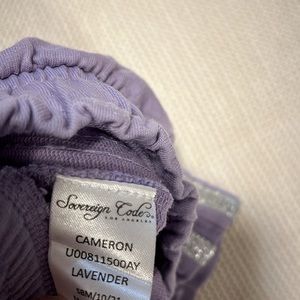 Sovereign Code
LOS ANGELES
CAMERON
U00811500AY
LAVENDER